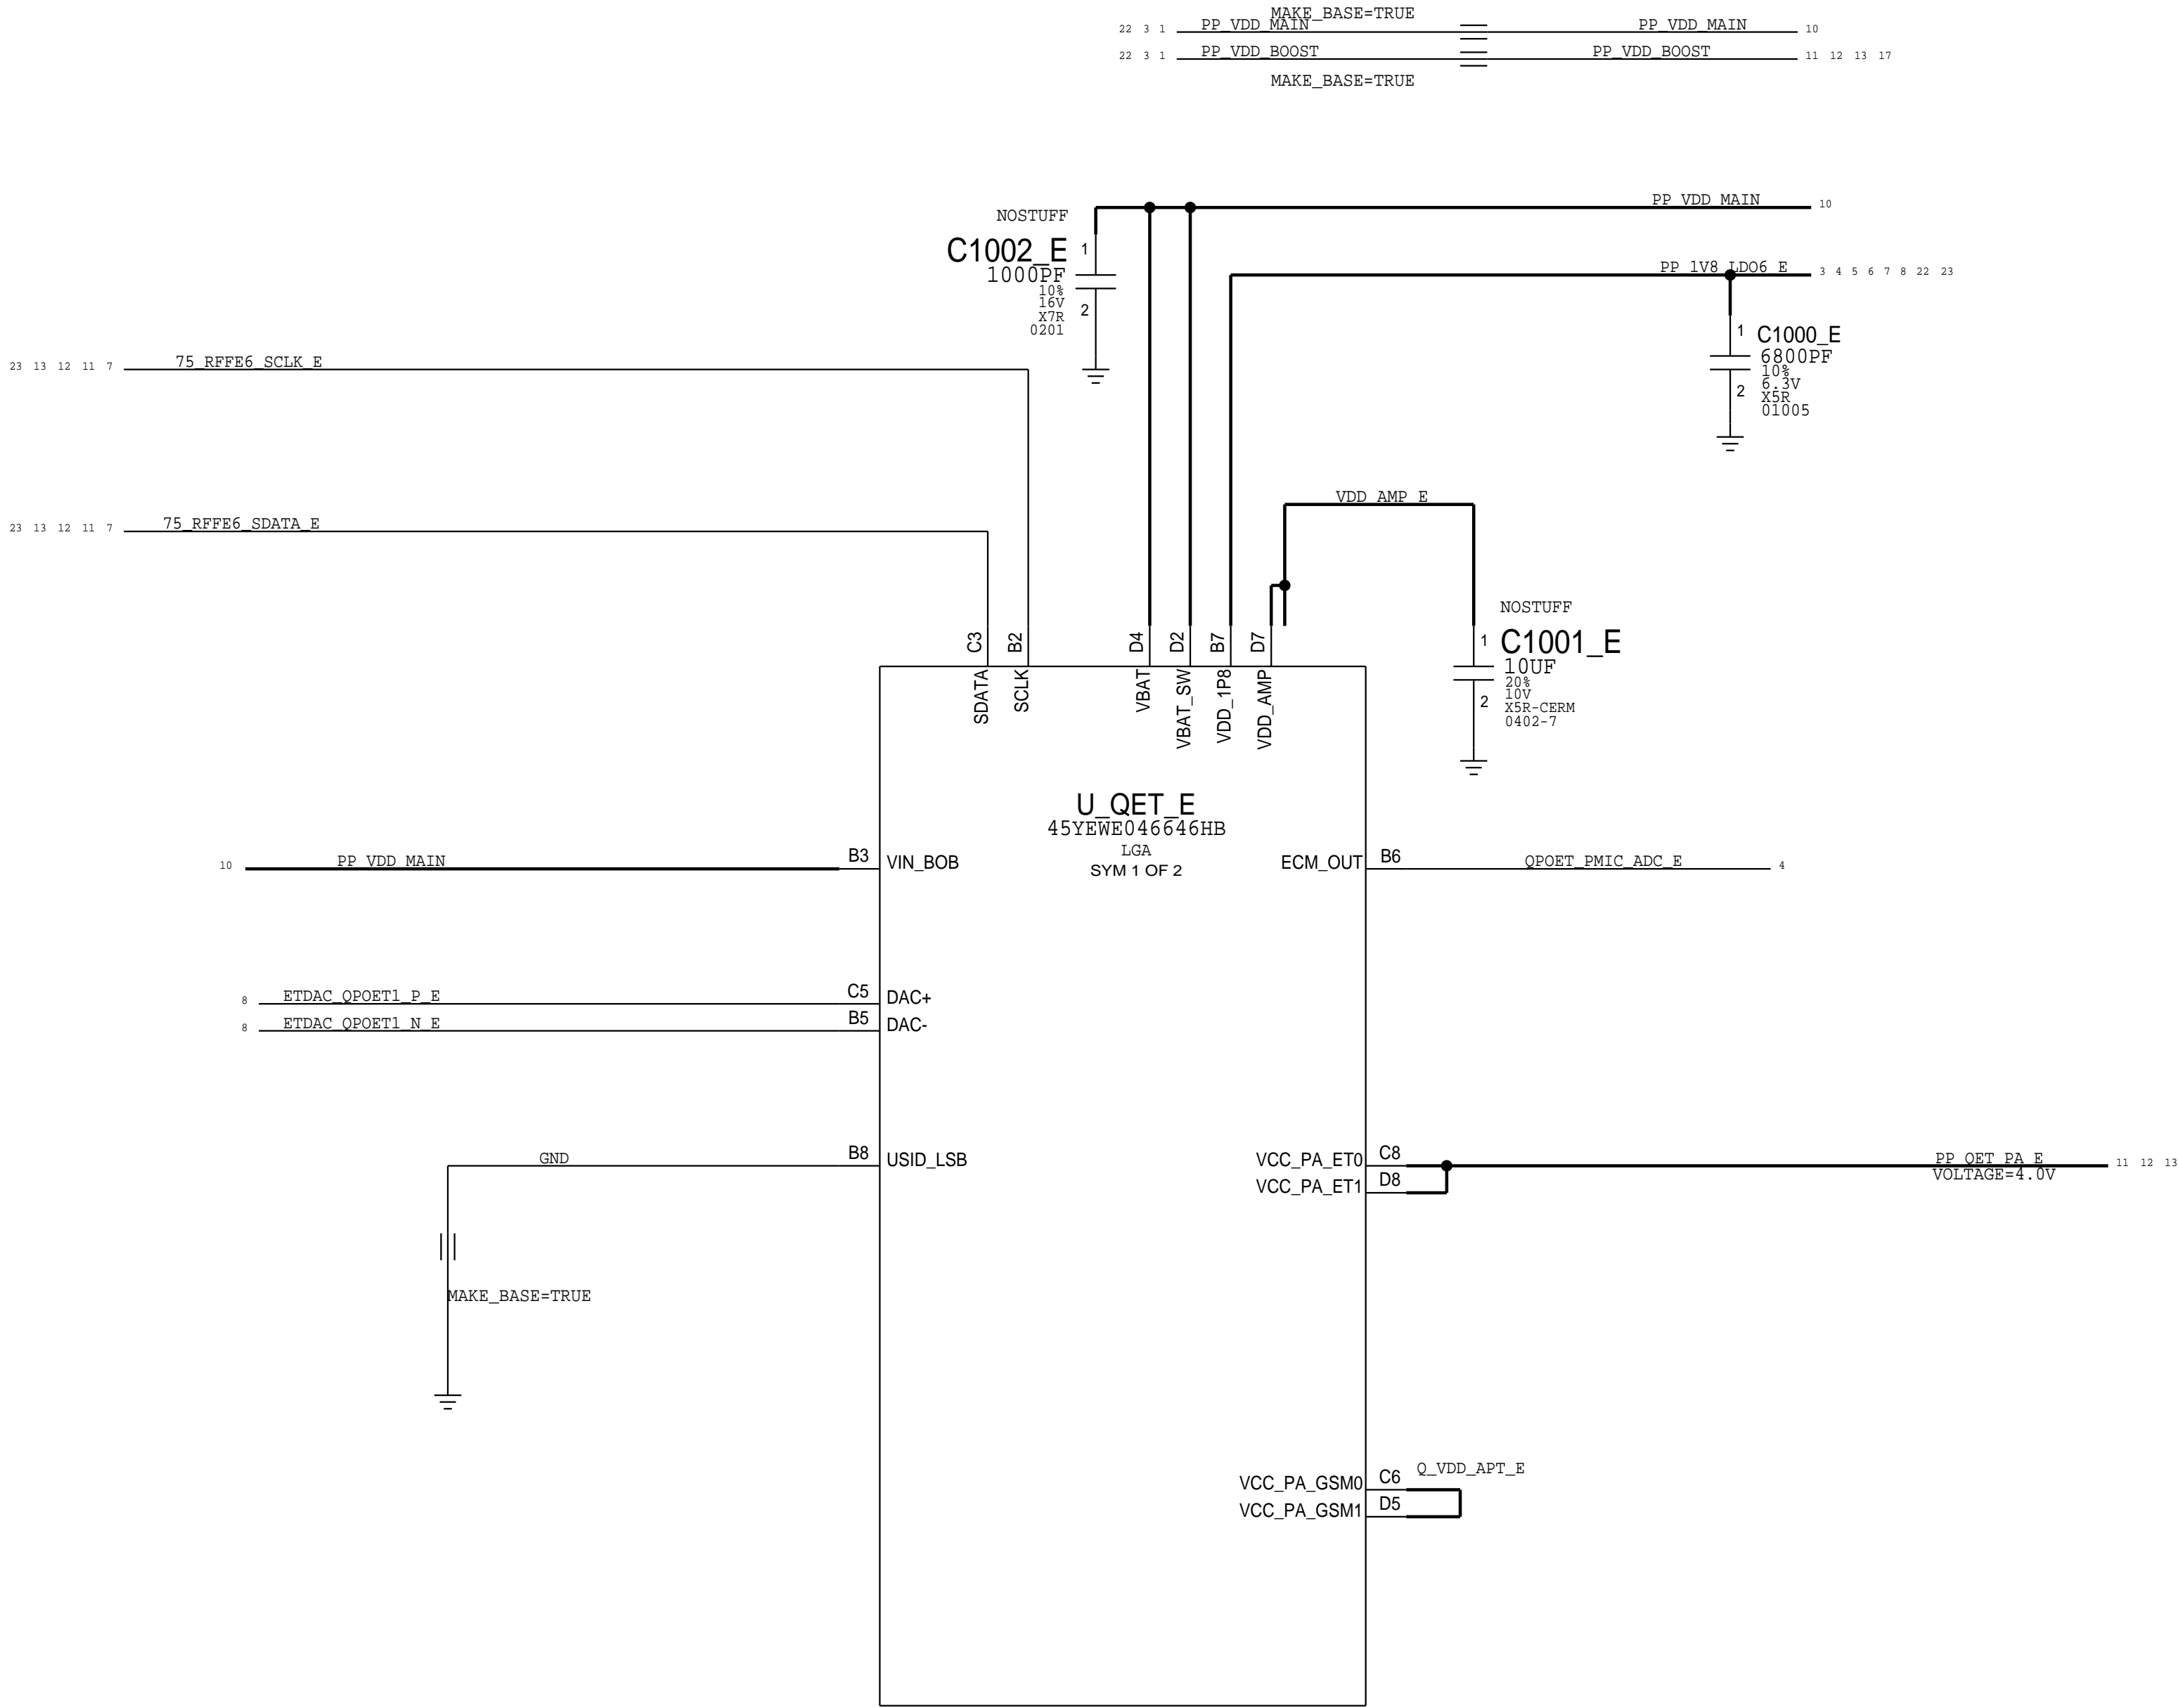 MAKE_BASE=TRUE
22 3 1 PP_VDD_MAIN PP_VDD_MAIN 10
22 3 1 PP_VDD_BOOST PP_VDD_BOOST 11 12 13 17
MAKE_BASE=TRUE
PP_VDD_MAIN 10
NOSTUFF
C1002_E
1000PF
10%
16V
X7R
0201
1
2
PP_1V8_LDO6_E 3 4 5 6 7 8 22 23
1
2
C1000_E
6800PF
10%
6.3V
X5R
01005
23 13 12 11 7 75_RFFE6_SCLK_E
23 13 12 11 7 75_RFFE6_SDATA_E
VDD_AMP_E
NOSTUFF
1
2
C1001_E
10UF
20%
10V
X5R-CERM
0402-7
C3 B2 D4 D2 B7 D7
SDATA SCLK VBAT VBAT_SW VDD_1P8 VDD_AMP
U_QET_E
45YEWE046646HB
LGA
SYM 1 OF 2
10 PP_VDD_MAIN B3 VIN_BOB
ECM_OUT B6 QPOET_PMIC_ADC_E 4
8 ETDAC_QPOET1_P_E C5 DAC+
8 ETDAC_QPOET1_N_E B5 DAC-
GND B8 USID_LSB
MAKE_BASE=TRUE
VCC_PA_ET0 C8 PP_QET_PA_E 11 12 13
VOLTAGE=4.0V
VCC_PA_ET1 D8
VCC_PA_GSM0 C6 Q_VDD_APT_E
VCC_PA_GSM1 D5